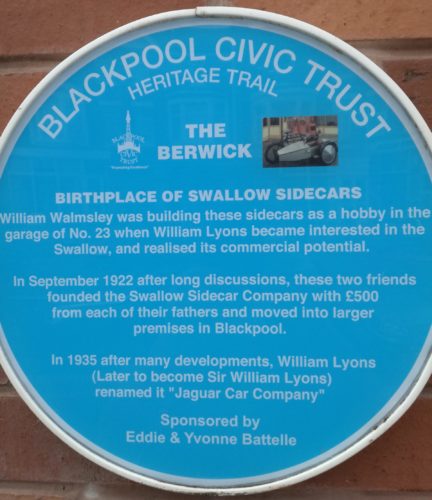 BLACKPOOL CIVIC TRUST
HERITAGE TRAIL
BLACKPOOL
CIVIC
TRUST
THE
BERWICK
BIRTHPLACE OF SWALLOW SIDECARS
William Walmsley was building these sidecars as a hobby in the
garage of No. 23 when William Lyons became interested in the
Swallow, and realised its commercial potential.
In September 1922 after long discussions, these two friends
founded the Swallow Sidecar Company with £500
from each of their fathers and moved into larger
premises in Blackpool.
In 1935 after many developments, William Lyons
(Later to become Sir William Lyons)
renamed it "Jaguar Car Company"
Sponsored by
Eddie & Yvonne Battelle